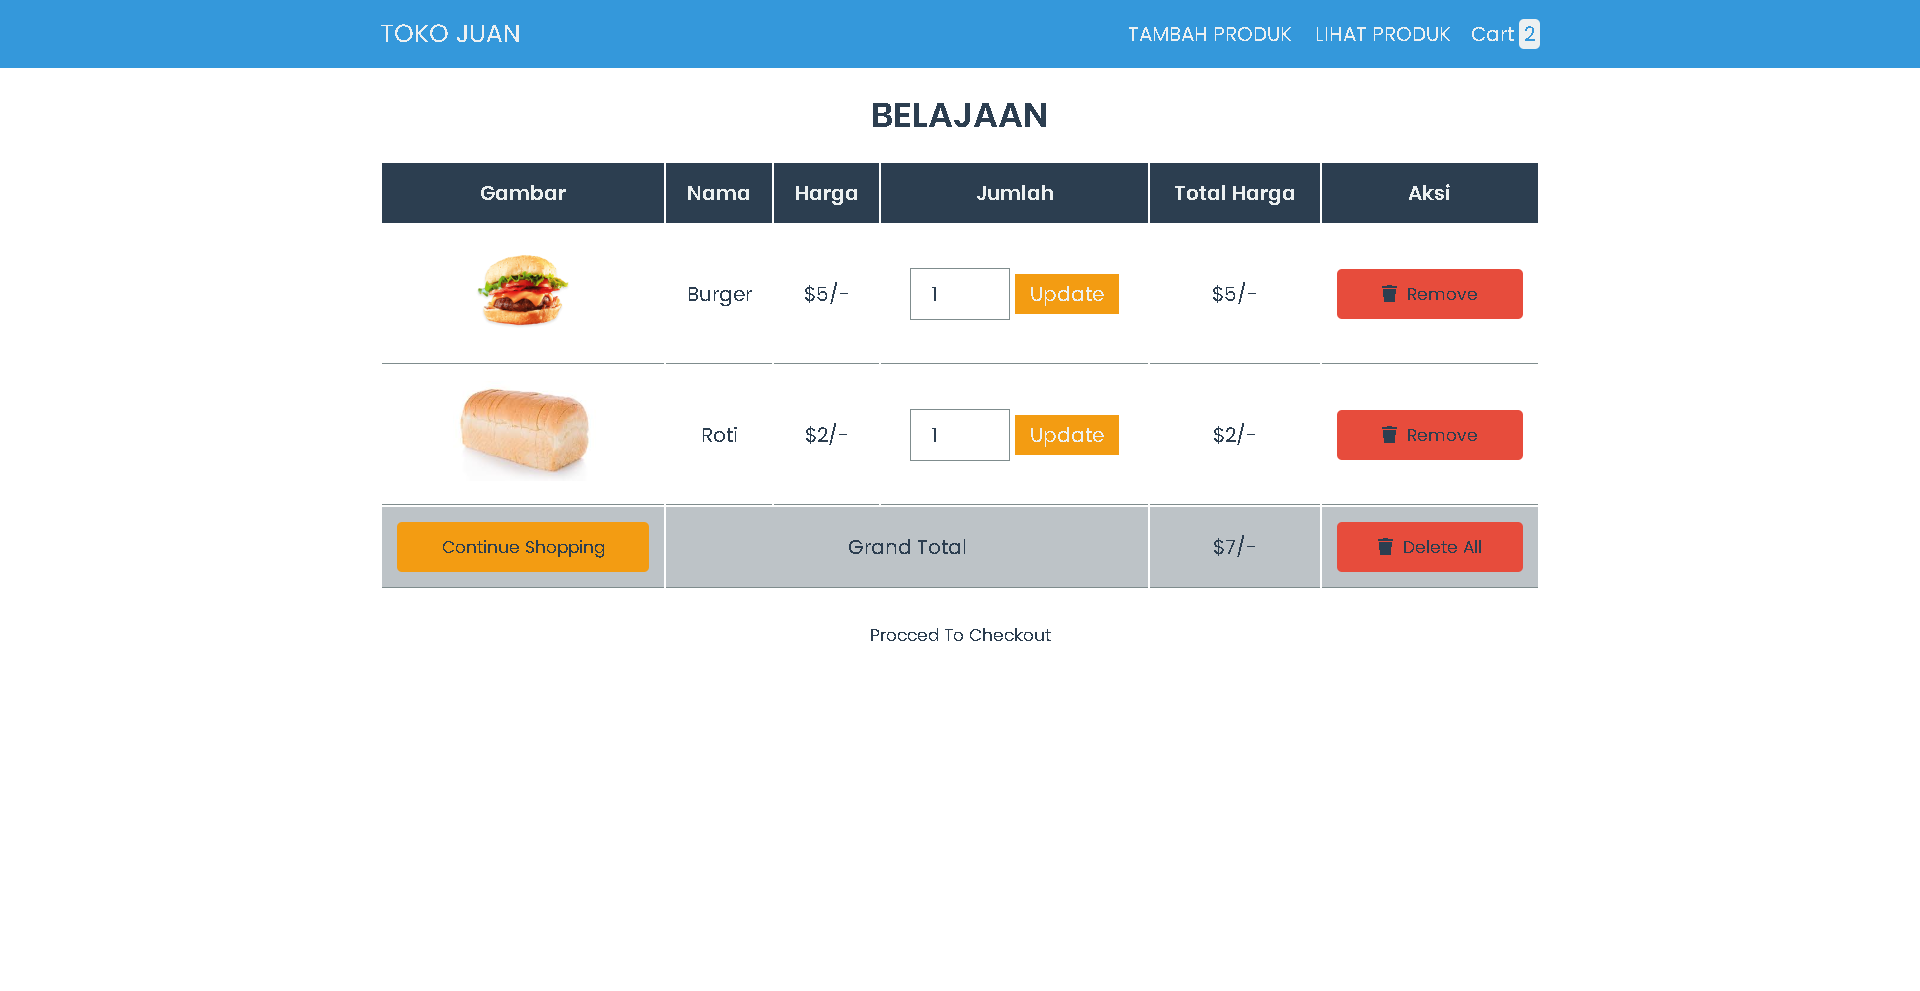 TOKO JUAN TAMBAH PRODUK LIHAT PRODUK Cart 2
BELAJAAN
Gambar Nama Harga Jumlah Total Harga Aksi
Burger $5/- 1 Update $5/- Remove
Roti $2/- 1 Update $2/- Remove
Continue Shopping Grand Total $7/- Delete All
Procced To Checkout